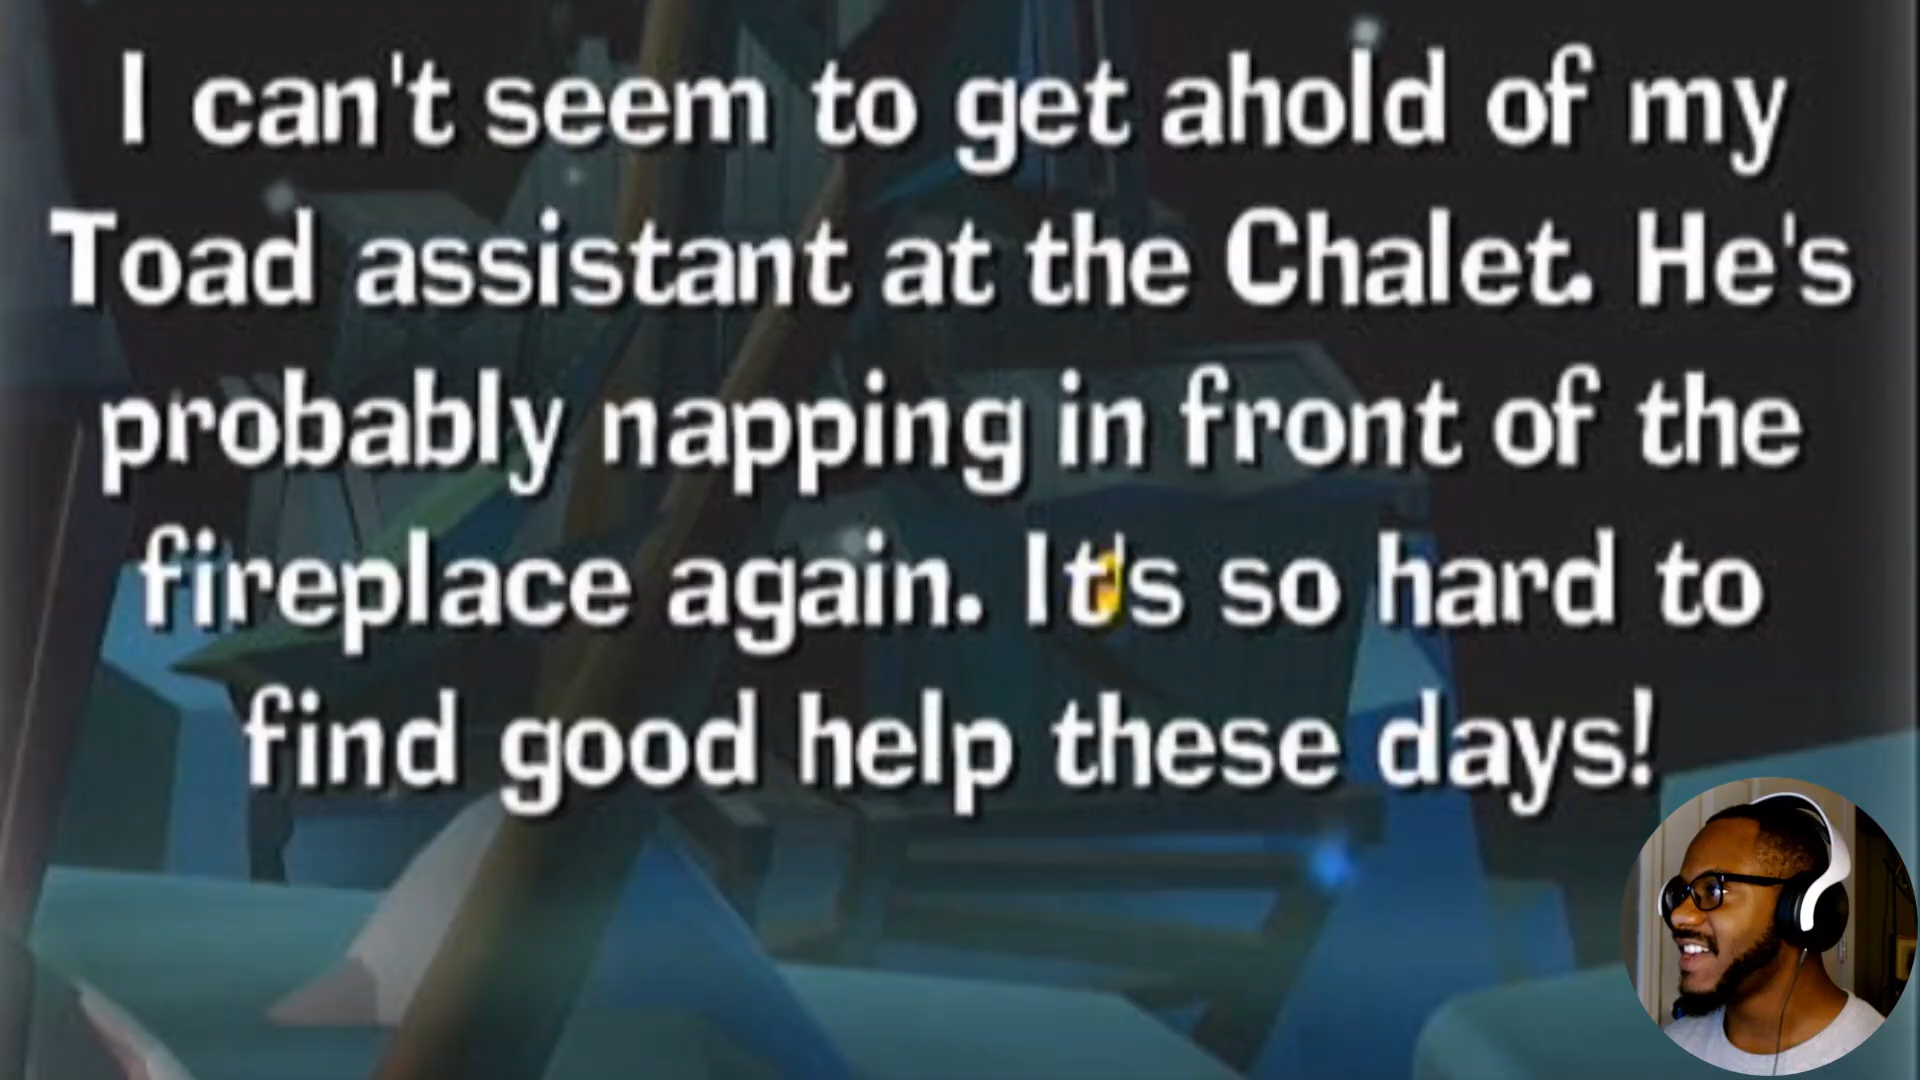 I can't seem to get ahold of my
Toad assistant at the Chalet. He's
probably napping in front of the
fireplace again. It's so hard to
find good help these days!